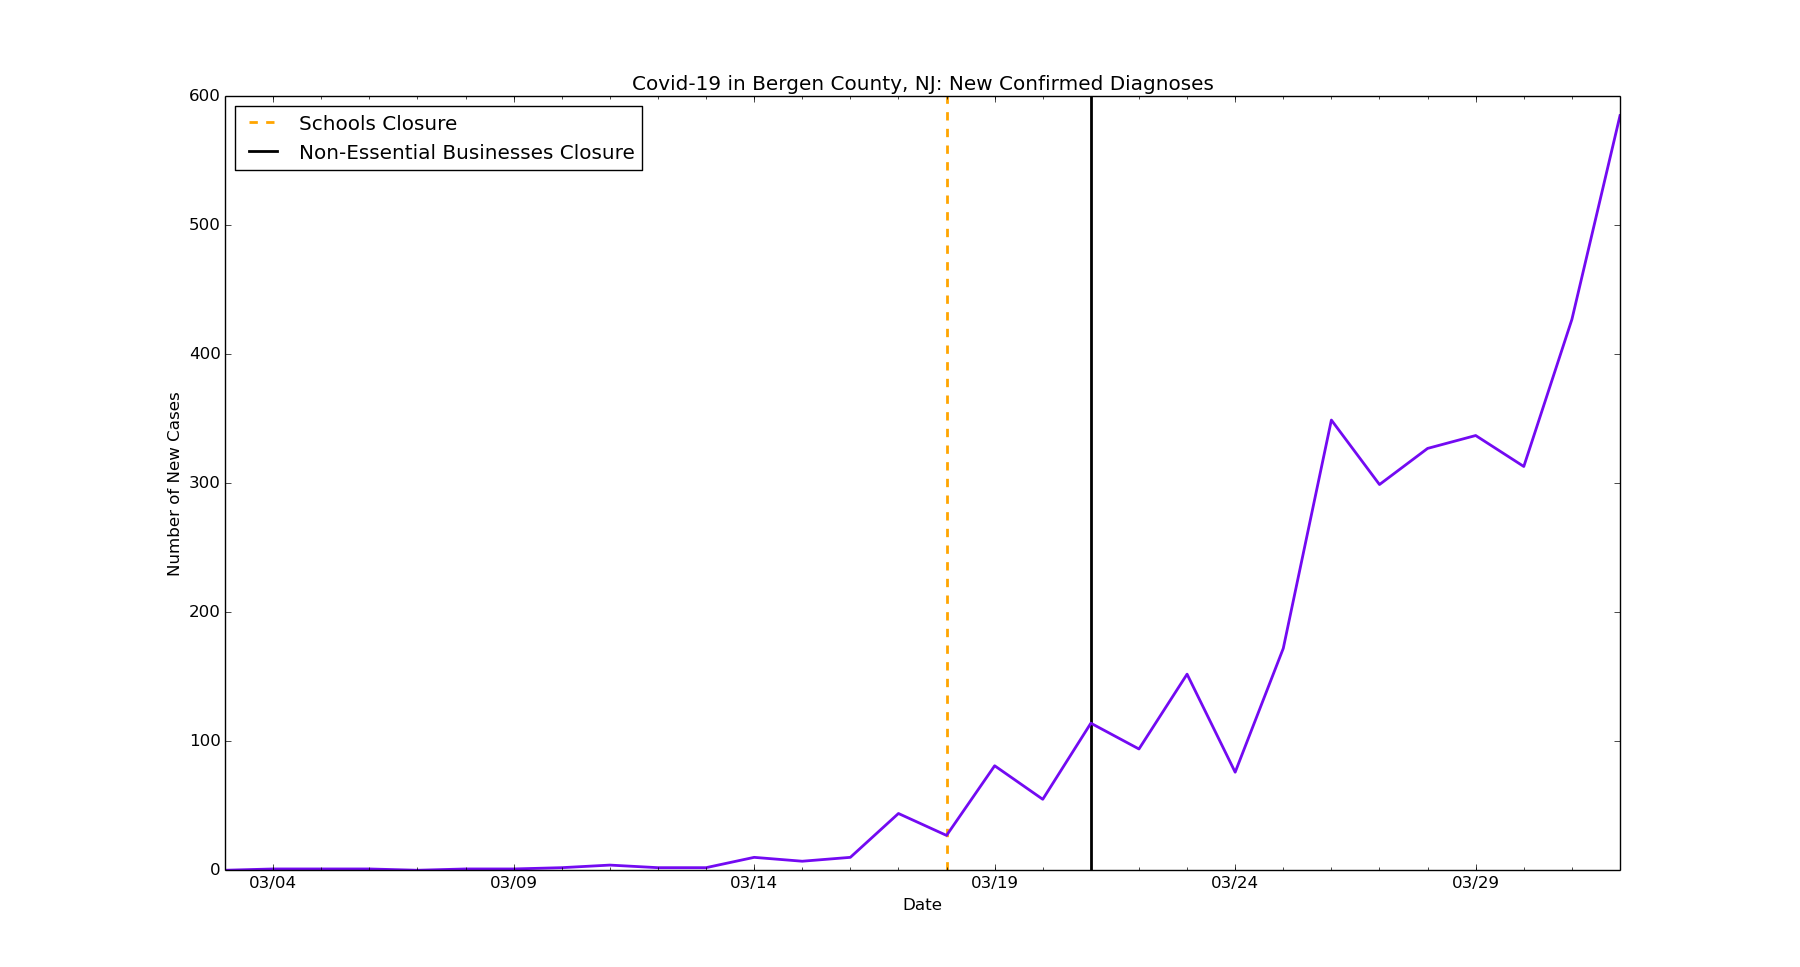 Covid-19 in Bergen County, NJ: New Confirmed Diagnoses
Schools Closure
Non-Essential Businesses Closure
Number of New Cases
600
500
400
300
200
100
0
03/04 03/09 03/14 03/19 03/24 03/29
Date